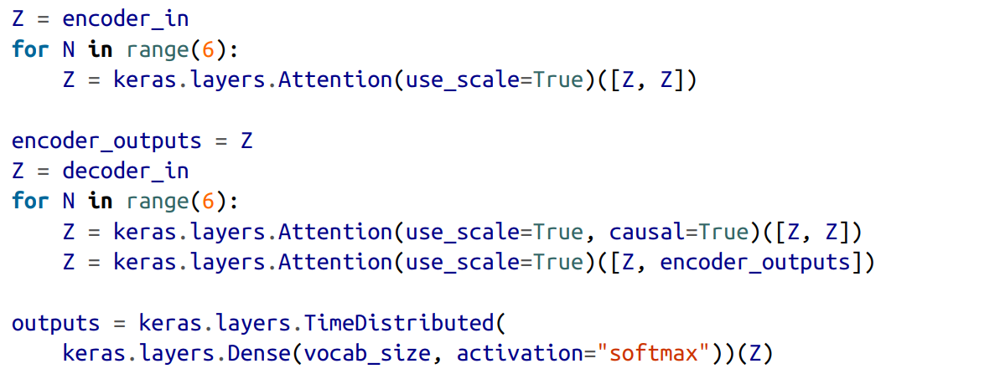 Z = encoder_in
for N in range(6):
    Z = keras.layers.Attention(use_scale=True)([Z, Z])

encoder_outputs = Z
Z = decoder_in
for N in range(6):
    Z = keras.layers.Attention(use_scale=True, causal=True)([Z, Z])
    Z = keras.layers.Attention(use_scale=True)([Z, encoder_outputs])

outputs = keras.layers.TimeDistributed(
    keras.layers.Dense(vocab_size, activation="softmax"))(Z)